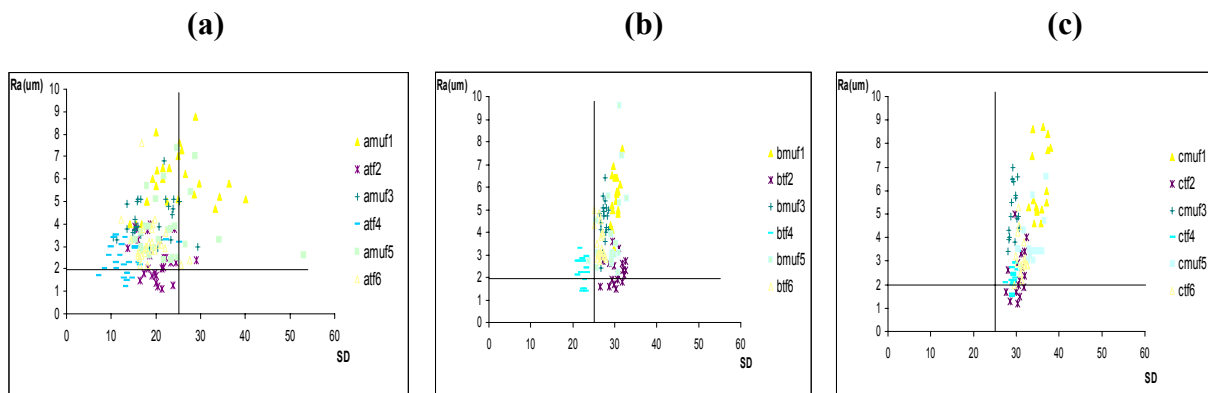 (a)
(b)
(c)
Ra(um)
10
9
8
7
6
5
4
3
2
1
0
0 10 20 30 40 50 60
SD
amuf1
atf2
amuf3
atf4
amuf5
atf6
Ra(um)
10
9
8
7
6
5
4
3
2
1
0
0 10 20 30 40 50 60
SD
bmuf1
btf2
bmuf3
btf4
bmuf5
btf6
Ra(um)
10
9
8
7
6
5
4
3
2
1
0
0 10 20 30 40 50 60
SD
cmuf1
ctf2
cmuf3
ctf4
cmuf5
ctf6